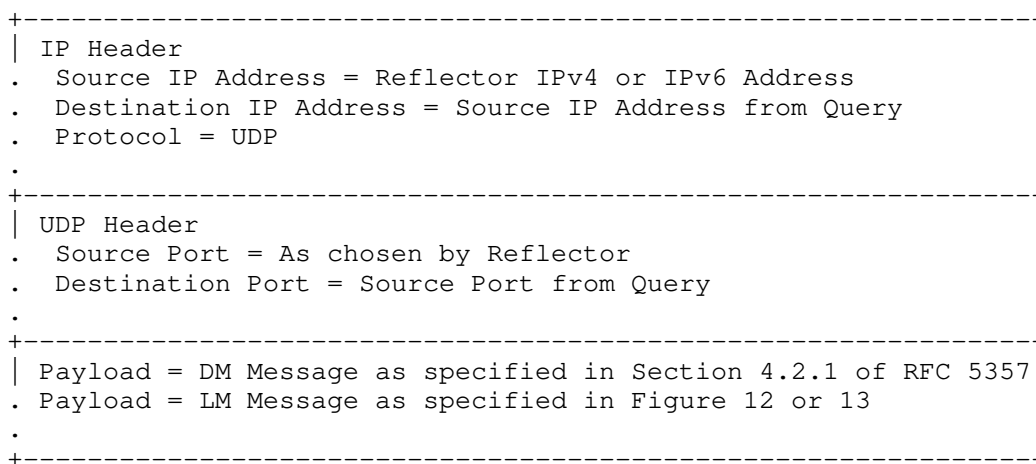 +---------------------------------------------------------------
| IP Header
.  Source IP Address = Reflector IPv4 or IPv6 Address
.  Destination IP Address = Source IP Address from Query
.  Protocol = UDP
.
+---------------------------------------------------------------
| UDP Header
.  Source Port = As chosen by Reflector
.  Destination Port = Source Port from Query
.
+---------------------------------------------------------------
| Payload = DM Message as specified in Section 4.2.1 of RFC 5357
. Payload = LM Message as specified in Figure 12 or 13
.
+---------------------------------------------------------------